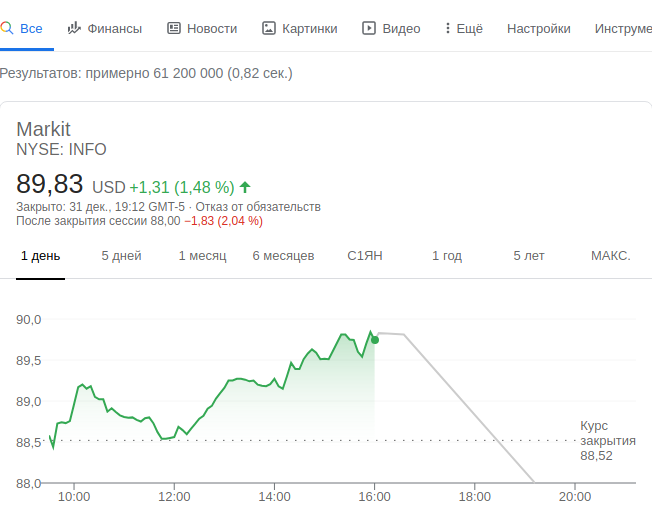 Все Финансы Новости Картинки Видео Ещё Настройки Инструме
Результатов: примерно 61 200 000 (0,82 сек.)
Markit
NYSE: INFO
89,83 USD +1,31 (1,48 %)
Закрыто: 31 дек., 19:12 GMT-5 · Отказ от обязательств
После закрытия сессии 88,00 −1,83 (2,04 %)
1 день 5 дней 1 месяц 6 месяцев С1ЯН 1 год 5 лет МАКС.
90,0
89,5
89,0
88,5
88,0
Курс
закрытия
88,52
10:00 12:00 14:00 16:00 18:00 20:00